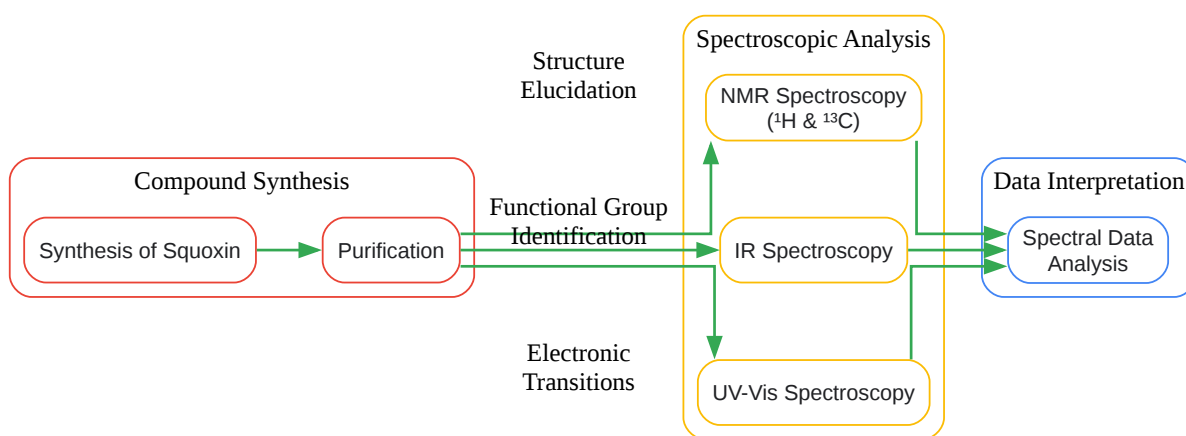 Compound Synthesis
Synthesis of Squoxin
Purification
Structure
Elucidation
Functional Group
Identification
Electronic
Transitions
Spectroscopic Analysis
NMR Spectroscopy
(¹H & ¹³C)
IR Spectroscopy
UV-Vis Spectroscopy
Data Interpretation
Spectral Data
Analysis